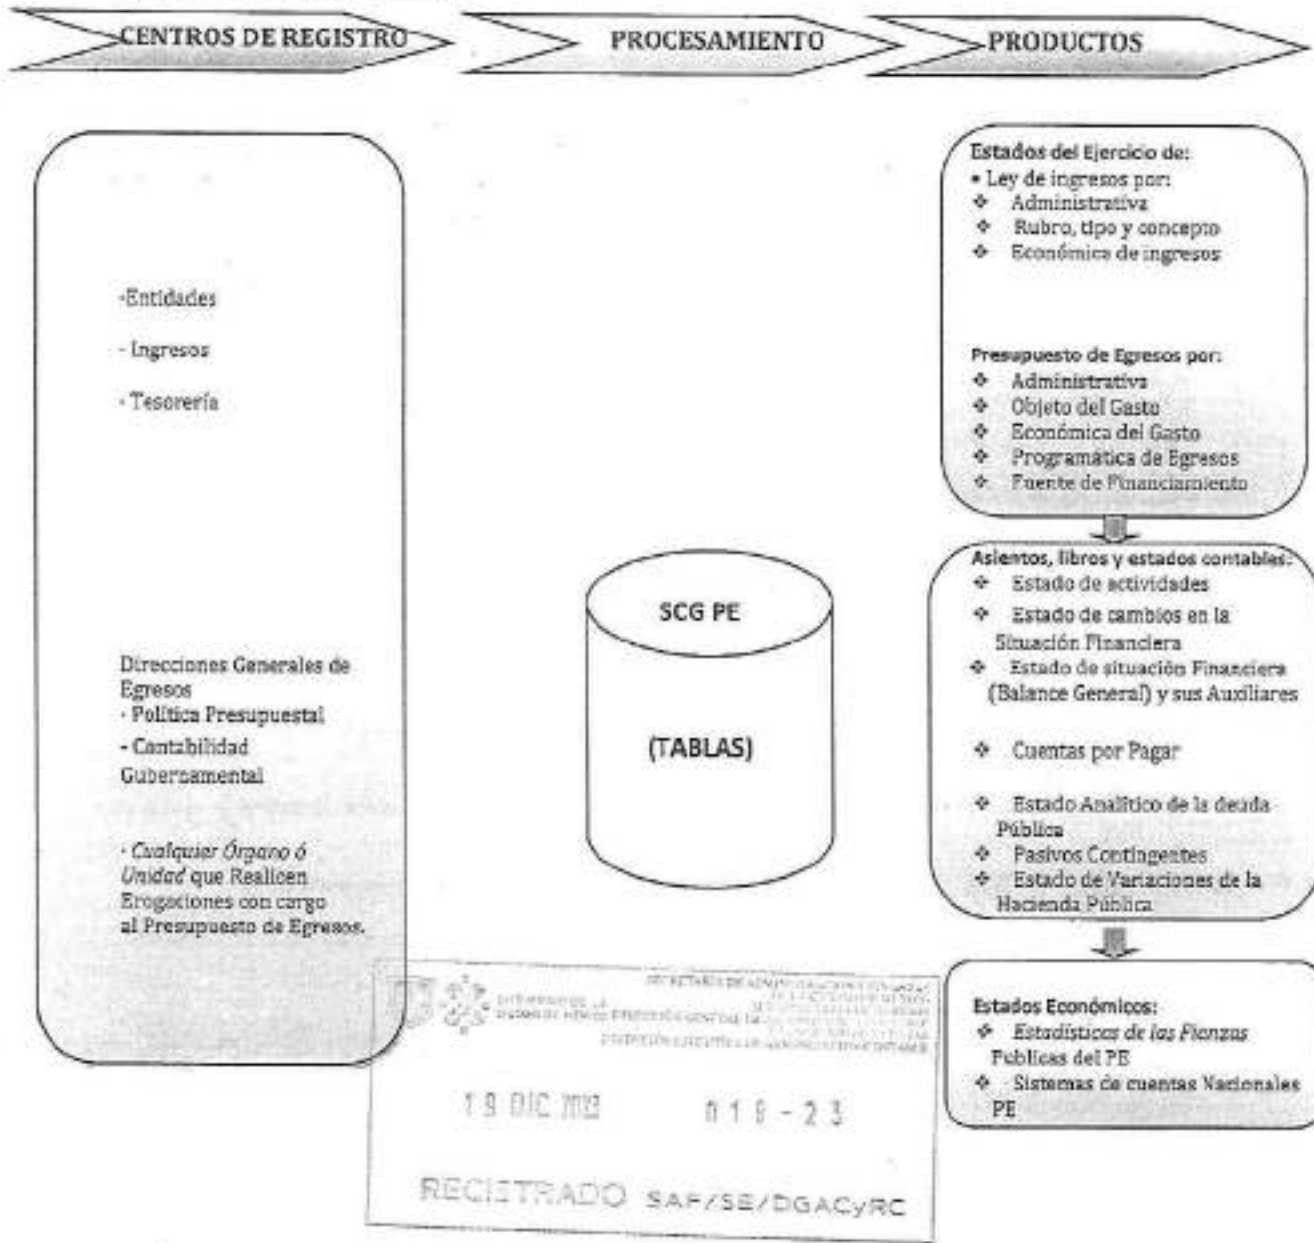 CENTROS DE REGISTRO
PROCESAMIENTO
PRODUCTOS
-Entidades
- Ingresos
- Tesorería
Direcciones Generales de
Egresos
- Política Presupuestal
- Contabilidad
Gubernamental
- Cualquier Órgano ó
Unidad que Realicen
Erogaciones con cargo
al Presupuesto de Egresos.
SCG PE
(TABLAS)
Estados del Ejercicio de:
• Ley de ingresos por:
❖ Administrativa
❖ Rubro, tipo y concepto
❖ Económica de ingresos
Presupuesto de Egresos por:
❖ Administrativa
❖ Objeto del Gasto
❖ Económica del Gasto
❖ Programática de Egresos
❖ Fuente de Financiamiento
Asientos, libros y estados contables:
❖ Estado de actividades
❖ Estado de cambios en la
Situación Financiera
❖ Estado de situación Financiera
(Balance General) y sus Auxiliares
❖ Cuentas por Pagar
❖ Estado Analítico de la deuda
Pública
❖ Pasivos Contingentes
❖ Estado de Variaciones de la
Hacienda Pública
Estados Económicos:
❖ Estadísticas de las Fianzas
Publicas del PE
❖ Sistemas de cuentas Nacionales
PE
19 DIC 2023
018-23
REGISTRADO SAF/SE/DGACyRC